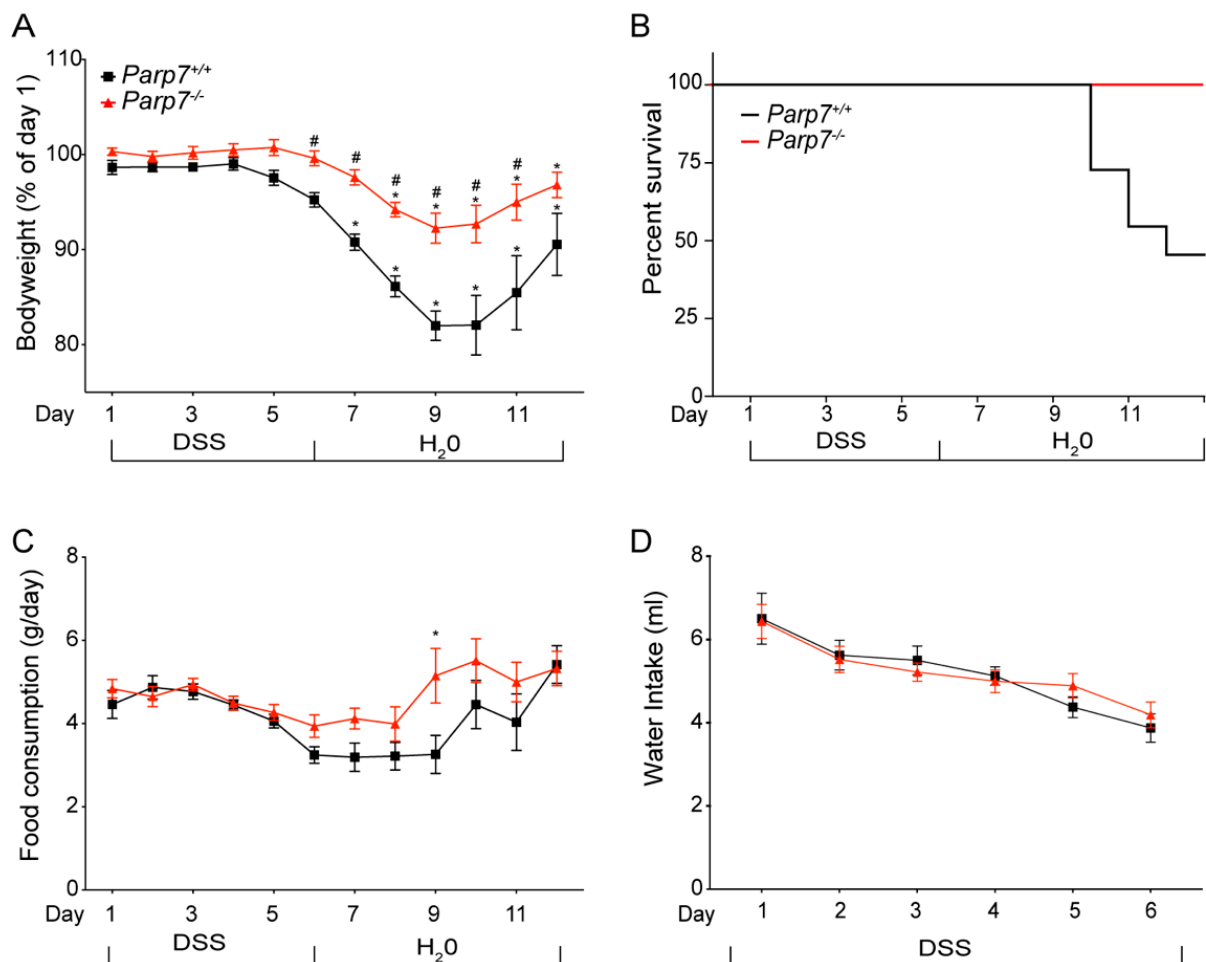 A
Bodyweight (% of day 1)
110
100
90
80
Parp7+/+
Parp7-/-
# # # # # #
* * * * *
* * * * * *
Day 1 3 5 7 9 11
DSS H20
B
Percent survival
100
75
50
25
0
Parp7+/+
Parp7-/-
Day 1 3 5 7 9 11
DSS H20
C
Food consumption (g/day)
8
6
4
2
0
*
Day 1 3 5 7 9 11
DSS H20
D
Water Intake (ml)
8
6
4
2
0
Day 1 2 3 4 5 6
DSS